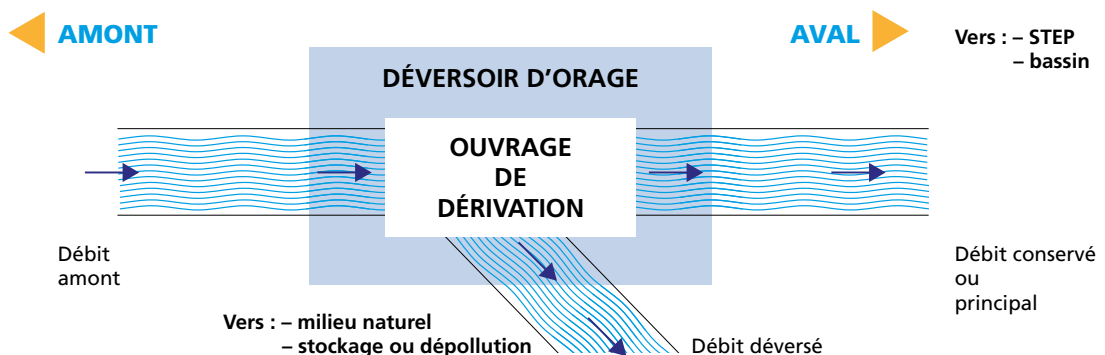 AMONT
AVAL
Vers : – STEP
– bassin
DÉVERSOIR D'ORAGE
OUVRAGE
DE
DÉRIVATION
Débit
amont
Débit conservé
ou
principal
Vers : – milieu naturel
– stockage ou dépollution
Débit déversé